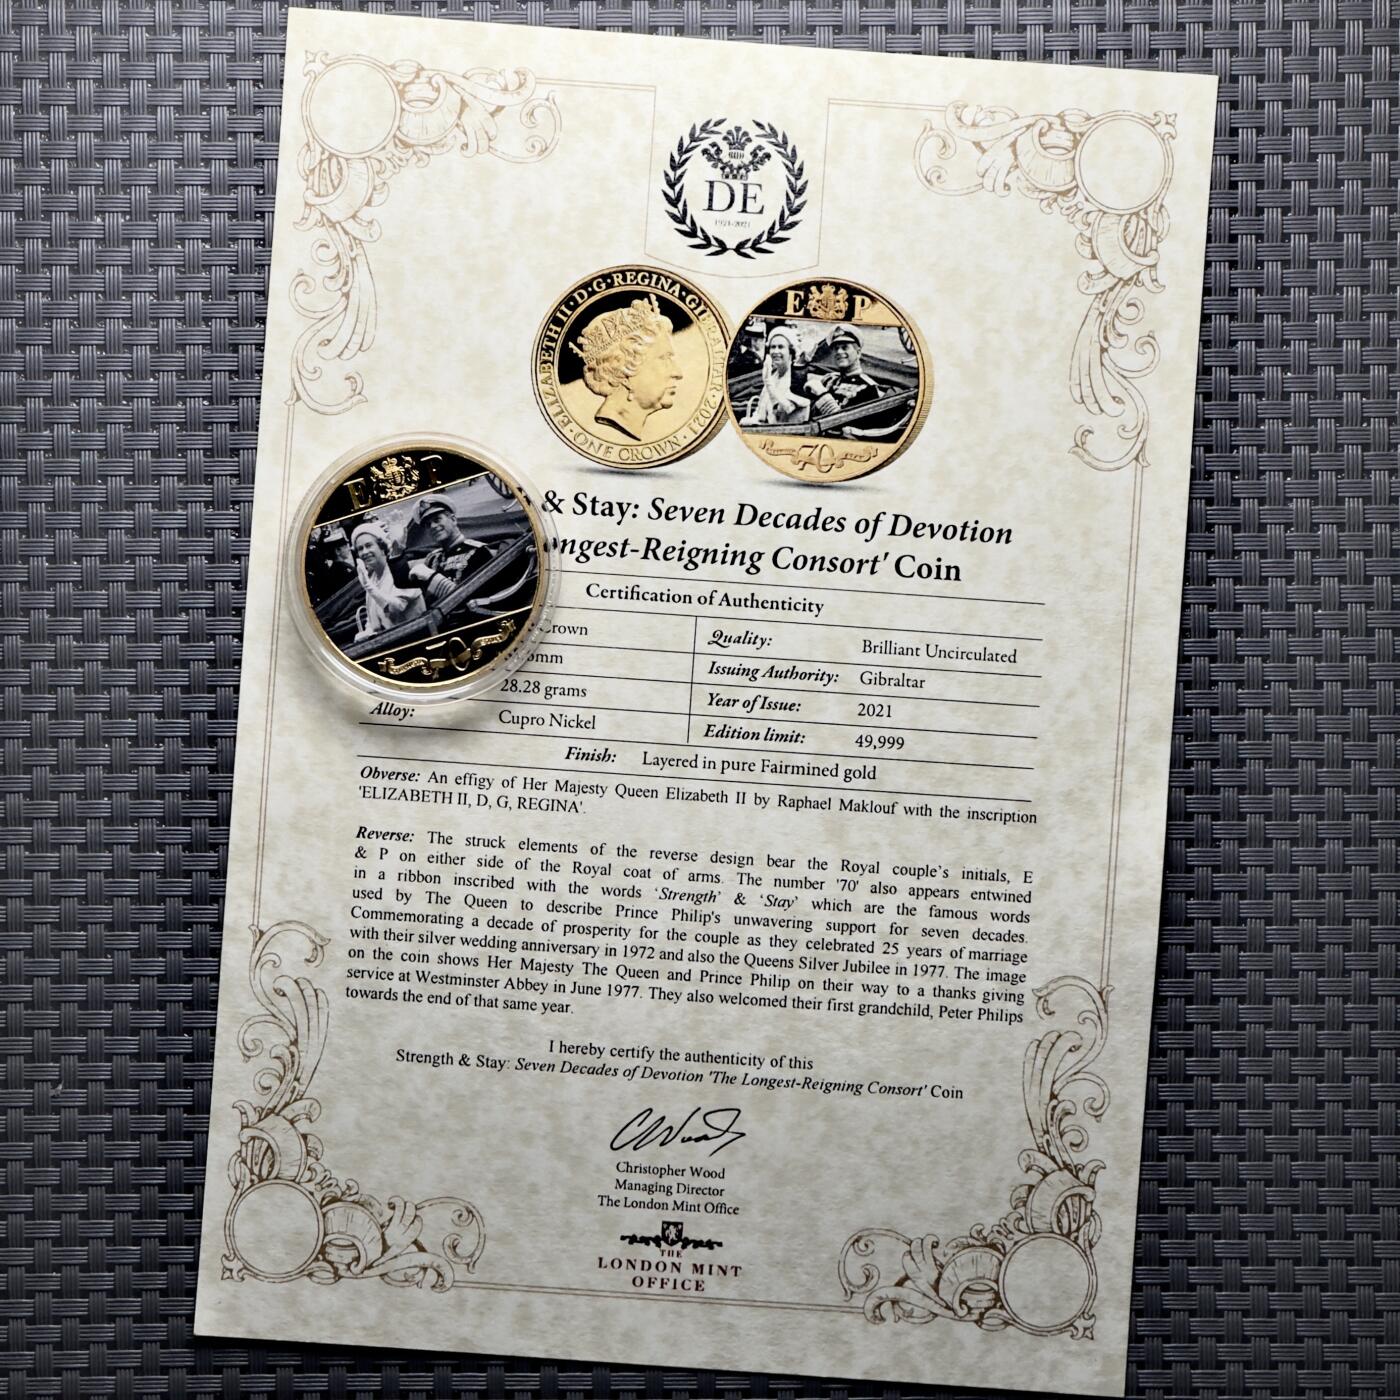 DE
1921-2021
ELIZABETH II · D · G · REGINA · GIBRALTAR · 2021
· ONE CROWN ·
E P
70
E P
70
& Stay: Seven Decades of Devotion
ngest-Reigning Consort' Coin
Certification of Authenticity
Crown
Quality: Brilliant Uncirculated
mm
Issuing Authority: Gibraltar
28.28 grams
Year of Issue: 2021
Alloy: Cupro Nickel
Edition limit: 49,999
Finish: Layered in pure Fairmined gold
Obverse: An effigy of Her Majesty Queen Elizabeth II by Raphael Maklouf with the inscription
'ELIZABETH II, D, G, REGINA'.
Reverse: The struck elements of the reverse design bear the Royal couple's initials, E
& P on either side of the Royal coat of arms. The number '70' also appears entwined
in a ribbon inscribed with the words 'Strength' & 'Stay' which are the famous words
used by The Queen to describe Prince Philip's unwavering support for seven decades.
Commemorating a decade of prosperity for the couple as they celebrated 25 years of marriage
with their silver wedding anniversary in 1972 and also the Queens Silver Jubilee in 1977. The image
on the coin shows Her Majesty The Queen and Prince Philip on their way to a thanks giving
service at Westminster Abbey in June 1977. They also welcomed their first grandchild, Peter Philips
towards the end of that same year.
I hereby certify the authenticity of this
Strength & Stay: Seven Decades of Devotion 'The Longest-Reigning Consort' Coin
Christopher Wood
Managing Director
The London Mint Office
THE
LONDON MINT
OFFICE